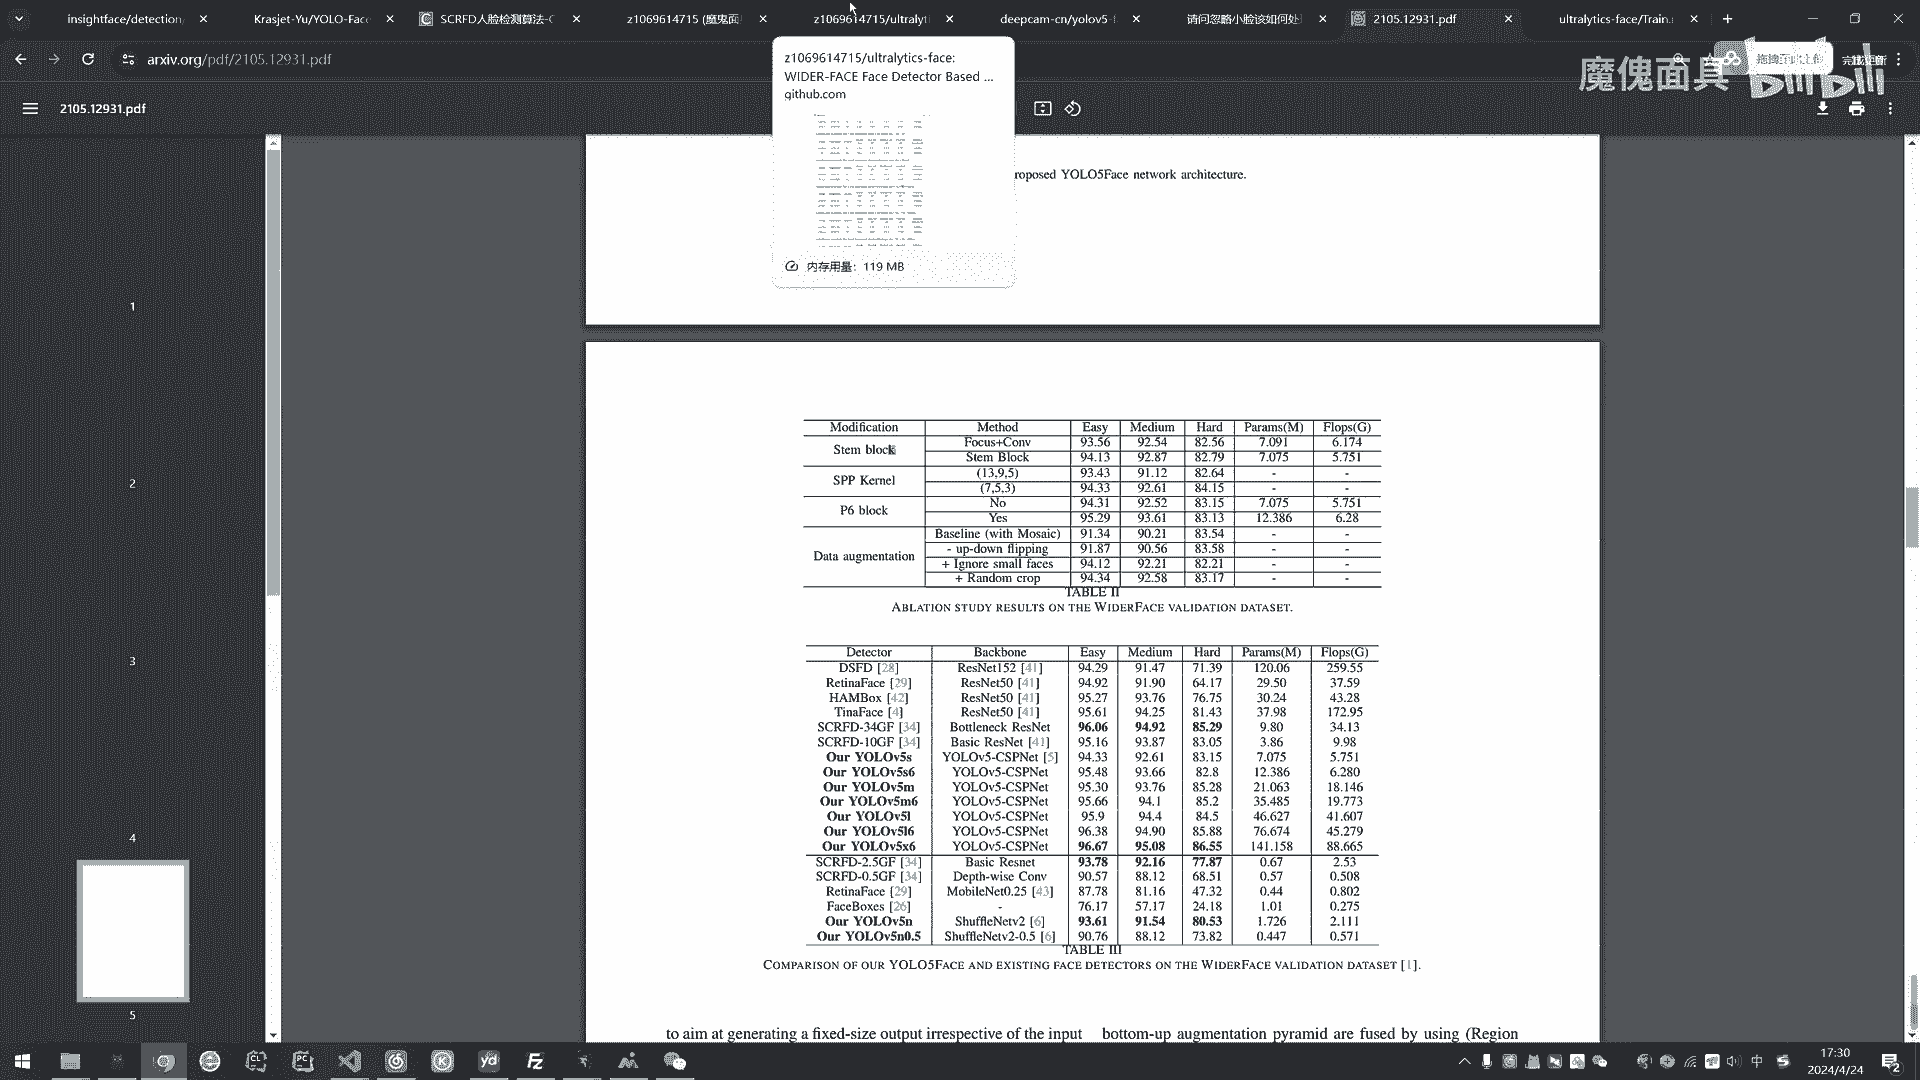 insightface/detection
Krasjet-Yu/YOLO-Face
SCRFD人脸检测算法-C
z1069614715 (魔鬼面
z1069614715/ultralyt
deepcam-cn/yolov5-f
请问忽略小脸该如何处
2105.12931.pdf
ultralytics-face/Train.
arxiv.org/pdf/2105.12931
魔傀面具
bilibili
2105.12931.pdf
z1069614715/ultralytics-face:
WIDER-FACE Face Detector Based ...
github.com
内存用量：119 MB
roposed YOLO5Face network architecture.
1
2
3
4
5
Modification Method Easy Medium Hard Params(M) Flops(G)
Stem block Focus+Conv 93.56 92.54 82.56 7.091 6.174
Stem Block 94.13 92.87 82.79 7.075 5.751
SPP Kernel (13,9,5) 93.43 91.12 82.64 - -
(7,5,3) 94.33 92.61 84.15 - -
P6 block No 94.31 92.52 83.15 7.075 5.751
Yes 95.29 93.61 83.13 12.386 6.28
Data augmentation Baseline (with Mosaic) 91.34 90.21 83.54 - -
- up-down flipping 91.87 90.56 83.58 - -
+ Ignore small faces 94.12 92.21 82.21 - -
+ Random crop 94.34 92.58 83.17 - -
TABLE II
ABLATION STUDY RESULTS ON THE WIDERFACE VALIDATION DATASET.
Detector Backbone Easy Medium Hard Params(M) Flops(G)
DSFD [28] ResNet152 [41] 94.29 91.47 71.39 120.06 259.55
RetinaFace [29] ResNet50 [41] 94.92 91.90 64.17 29.50 37.59
HAMBox [42] ResNet50 [41] 95.27 93.76 76.75 30.24 43.28
TinaFace [4] ResNet50 [41] 95.61 94.25 81.43 37.98 172.95
SCRFD-34GF [34] Bottleneck ResNet 96.06 94.92 85.29 9.80 34.13
SCRFD-10GF [34] Basic ResNet [41] 95.16 93.87 83.05 3.86 9.98
Our YOLOv5s YOLOv5-CSPNet [5] 94.33 92.61 83.15 7.075 5.751
Our YOLOv5s6 YOLOv5-CSPNet 95.48 93.66 82.8 12.386 6.280
Our YOLOv5m YOLOv5-CSPNet 95.30 93.76 85.28 21.063 18.146
Our YOLOv5m6 YOLOv5-CSPNet 95.66 94.1 85.2 35.485 19.773
Our YOLOv5l YOLOv5-CSPNet 95.9 94.4 84.5 46.627 41.607
Our YOLOv5l6 YOLOv5-CSPNet 96.38 94.90 85.88 76.674 45.279
Our YOLOv5x6 YOLOv5-CSPNet 96.67 95.08 86.55 141.158 88.665
SCRFD-2.5GF [34] Basic Resnet 93.78 92.16 77.87 0.67 2.53
SCRFD-0.5GF [34] Depth-wise Conv 90.57 88.12 68.51 0.57 0.508
RetinaFace [29] MobileNet0.25 [43] 87.78 81.16 47.32 0.44 0.802
FaceBoxes [26] - 76.17 57.17 24.18 1.01 0.275
Our YOLOv5n ShuffleNetv2 [6] 93.61 91.54 80.53 1.726 2.111
Our YOLOv5n0.5 ShuffleNetv2-0.5 [6] 90.76 88.12 73.82 0.447 0.571
TABLE III
COMPARISON OF OUR YOLO5FACE AND EXISTING FACE DETECTORS ON THE WIDERFACE VALIDATION DATASET [1].
to aim at generating a fixed-size output irrespective of the input
bottom-up augmentation pyramid are fused by using (Region
中
17:30
2024/4/24
2